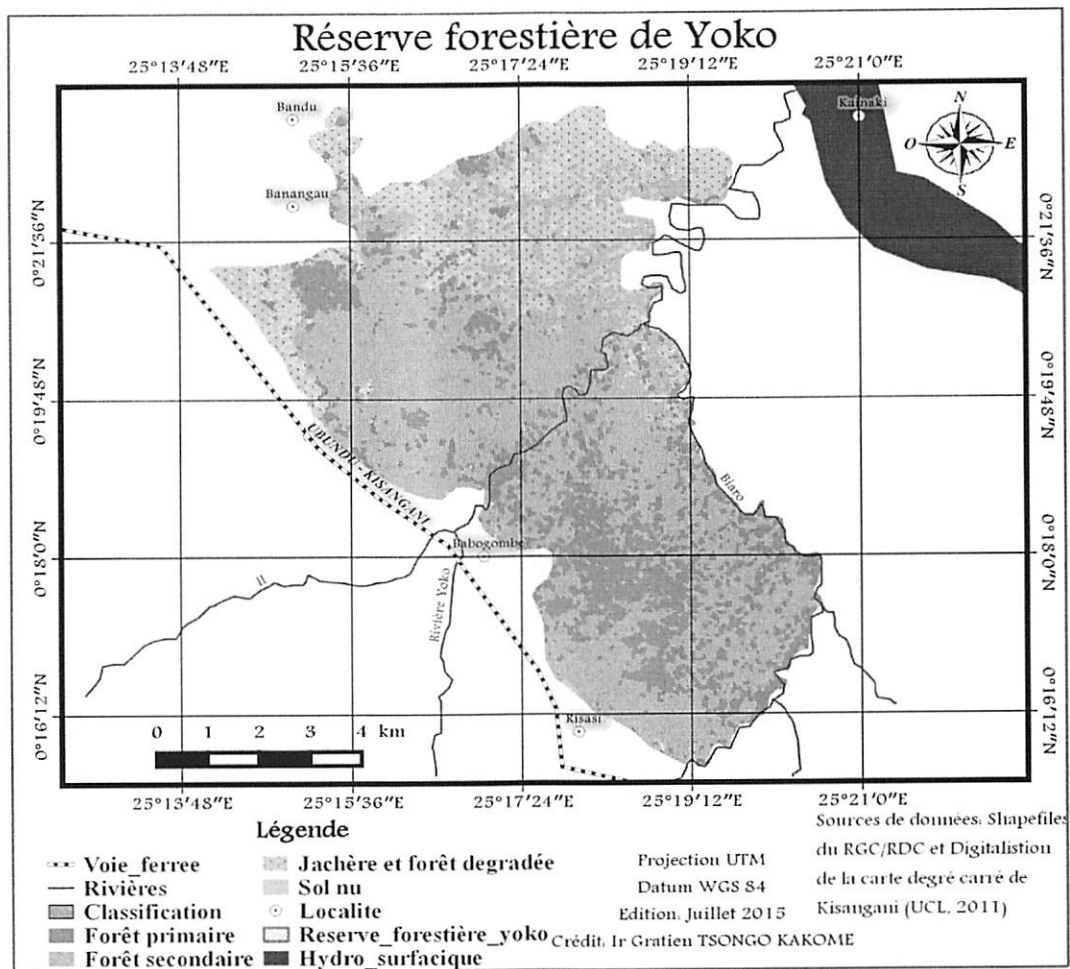 Réserve forestière de Yoko
25°13'48"E 25°15'36"E 25°17'24"E 25°19'12"E 25°21'0"E
Bandu
Kainaki
N
O E
S
Banangau
0°21'36"N 0°21'36"N
0°19'48"N 0°19'48"N
UBUNDU - KISANGANI
Biaro
Babogombe
0°18'0"N 0°18'0"N
II
Rivière Yoko
0°16'12"N 0°16'12"N
Kisasi
0 1 2 3 4 km
25°13'48"E 25°15'36"E 25°17'24"E 25°19'12"E 25°21'0"E
Légende
Voie_ferree
Rivières
Classification
Forêt primaire
Forêt secondaire
Jachère et forêt degradée
Sol nu
Localite
Reserve_forestière_yoko
Hydro_surfacique
Projection UTM
Datum WGS 84
Edition: Juillet 2015
Crédit: Ir Gratien TSONGO KAKOME
Sources de données: Shapefiles
du RGC/RDC et Digitalistion
de la carte degré carré de
Kisangani (UCL, 2011)